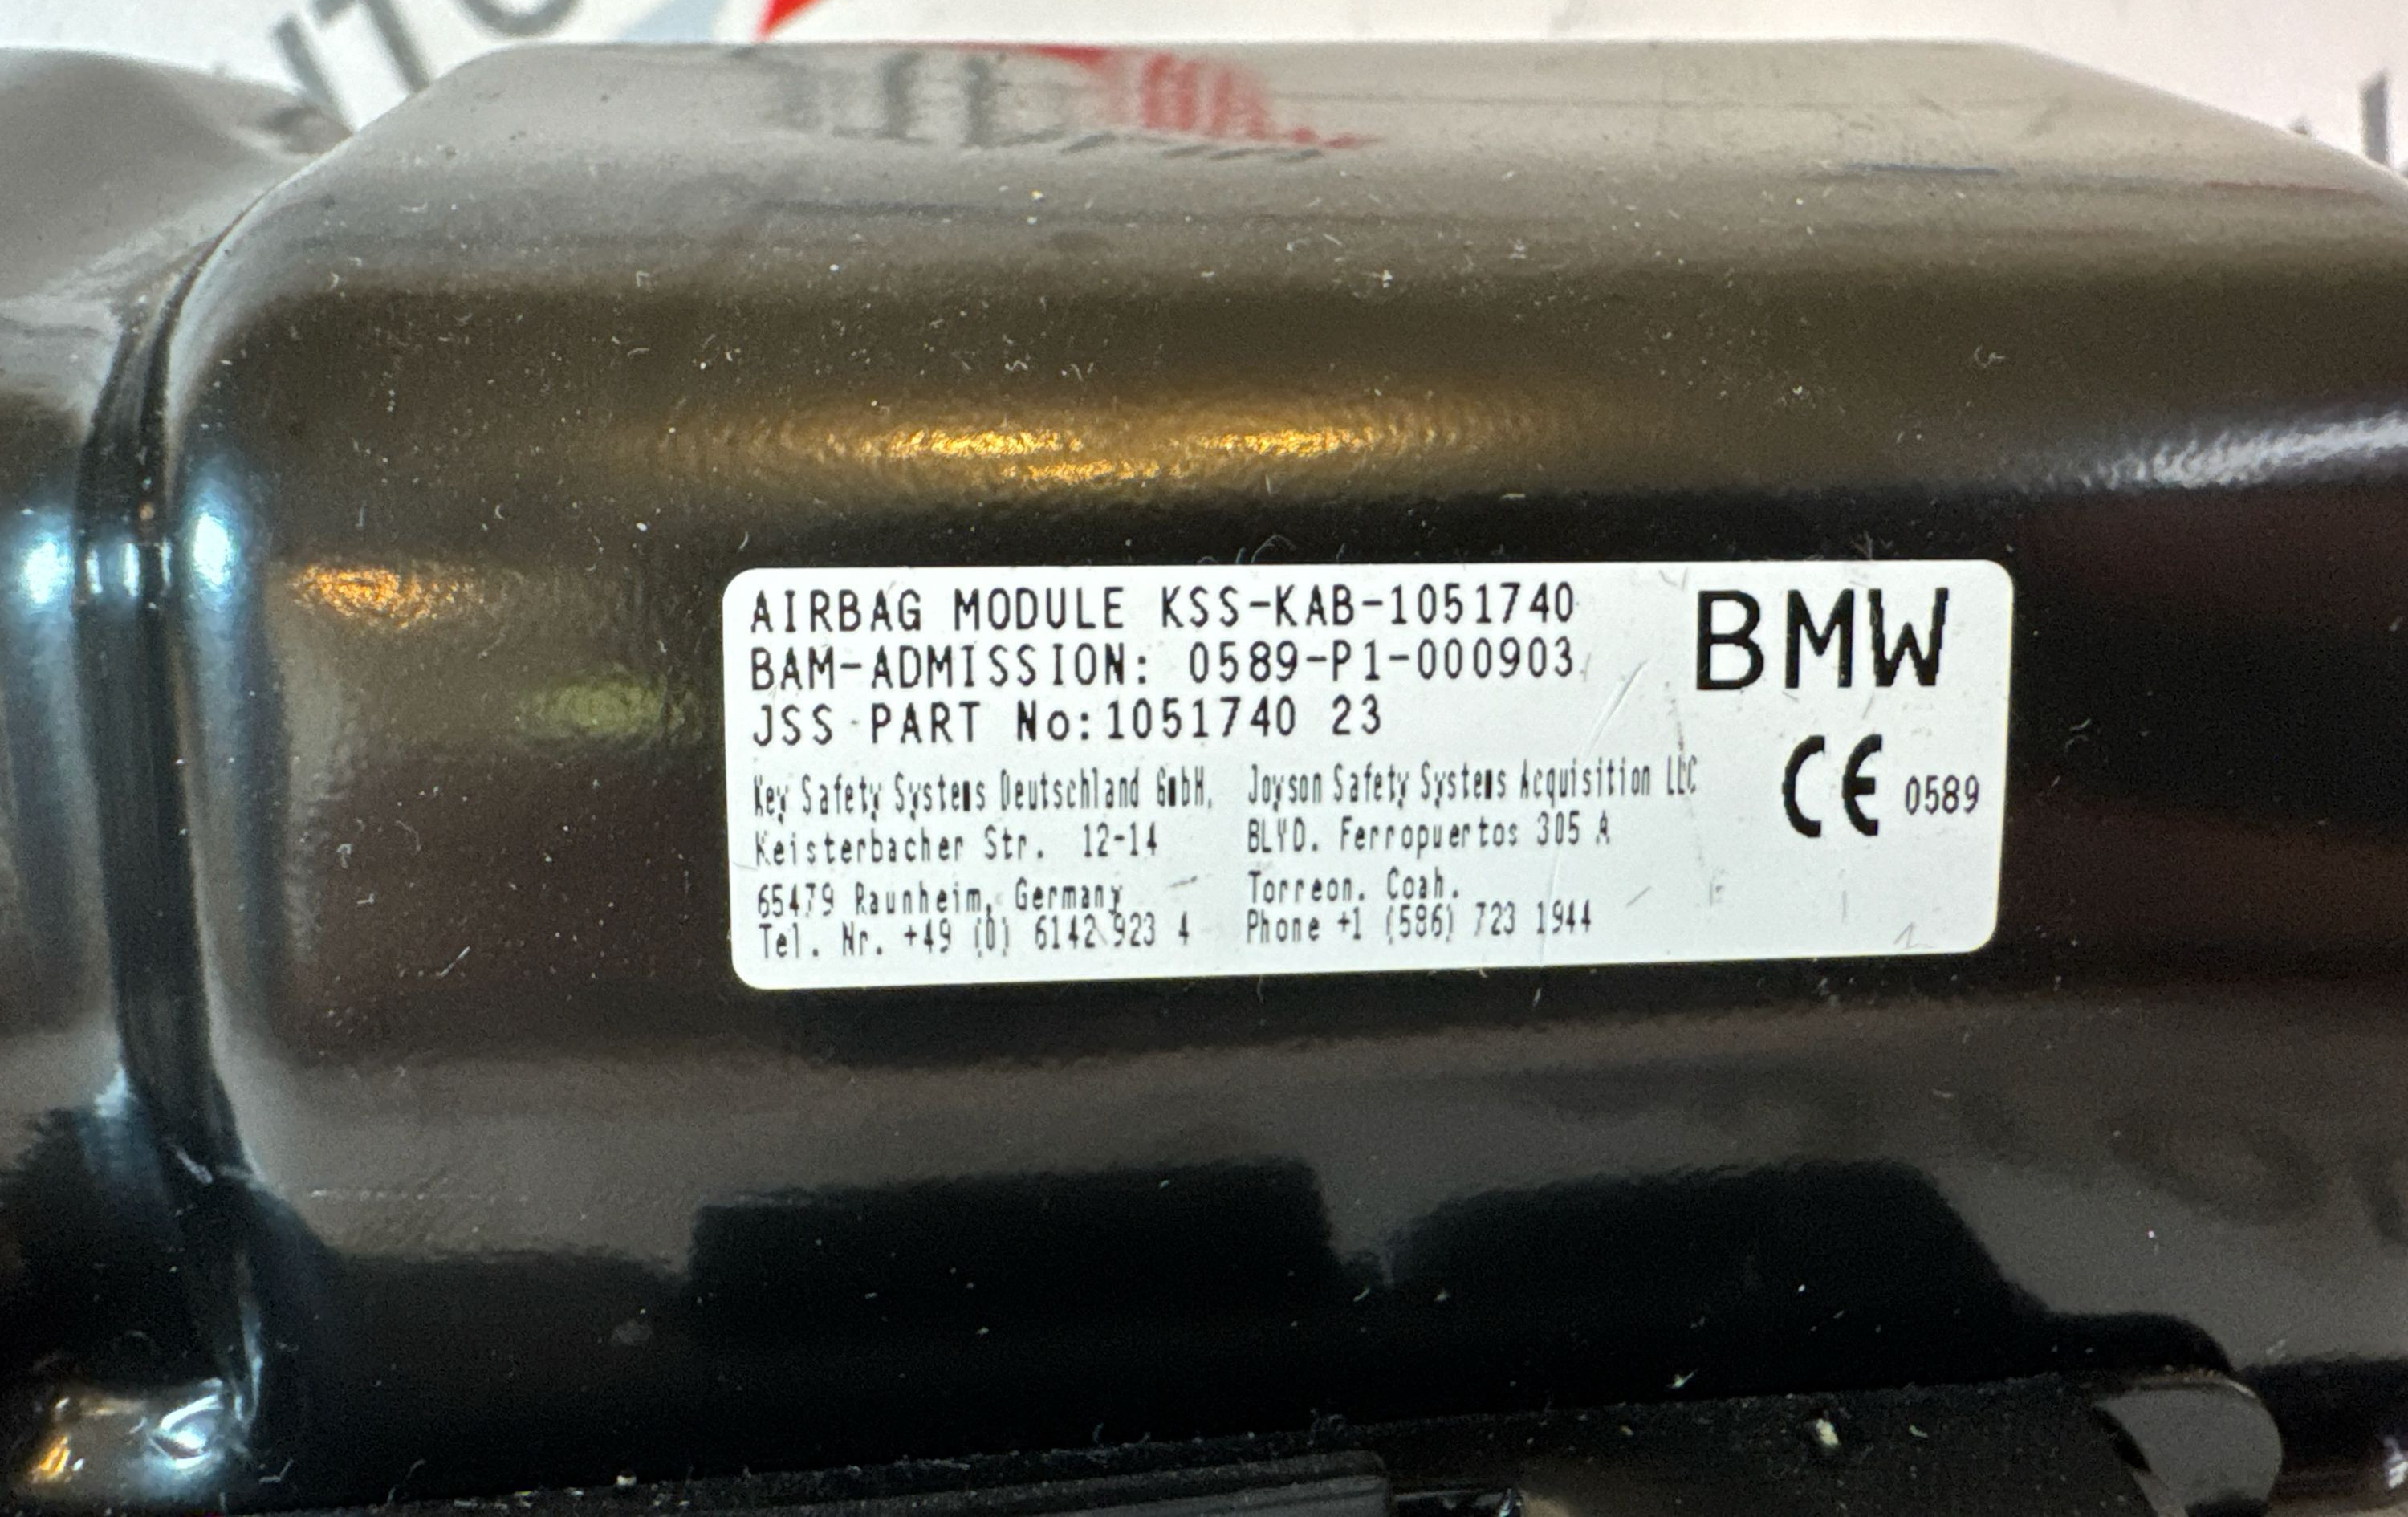 AIRBAG MODULE KSS-KAB-1051740
BAM-ADMISSION: 0589-P1-000903
JSS PART No:1051740 23
BMW
CE 0589
Key Safety Systems Deutschland GmbH,
Keisterbacher Str. 12-14
65479 Raunheim, Germany
Tel. Nr. +49 (0) 6142 923 4
Joyson Safety Systems Acquisition LLC
BLVD. Ferropuertos 305 A
Torreon. Coah.
Phone +1 (586) 723 1944